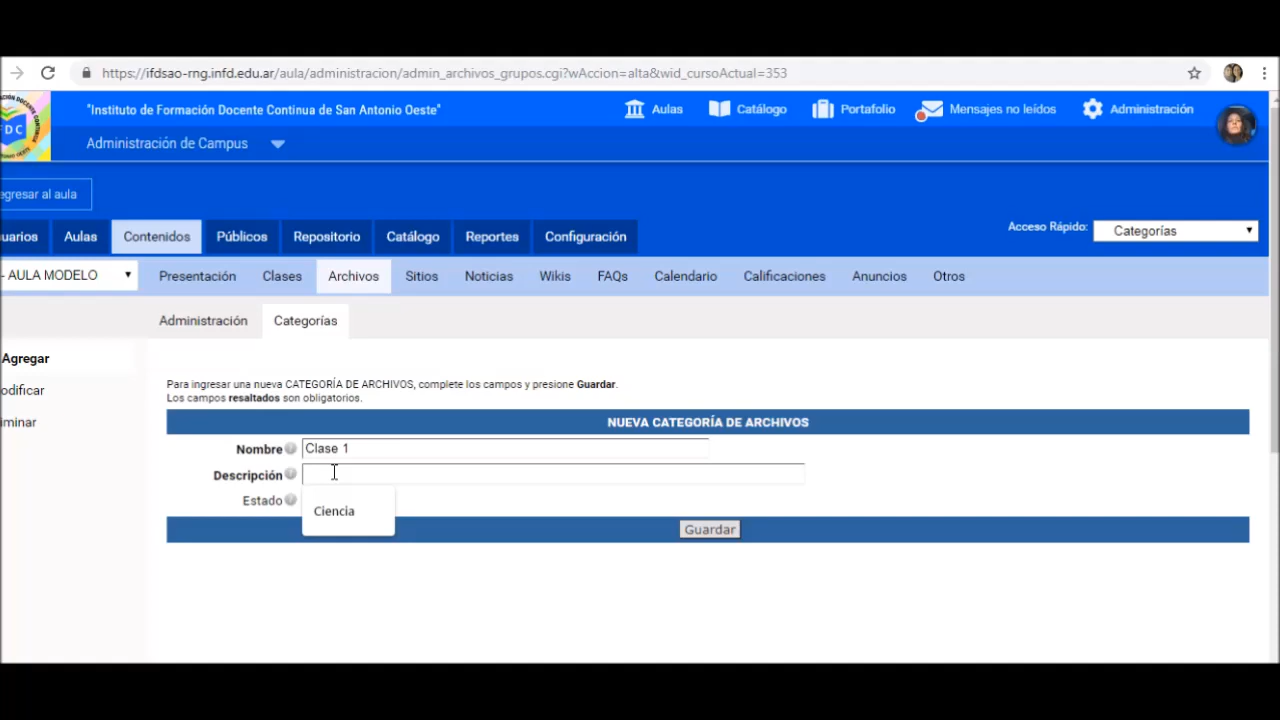 https://ifdsao-rng.infd.edu.ar/aula/administracion/admin_archivos_grupos.cgi?wAccion=alta&wid_cursoActual=353
"Instituto de Formación Docente Continua de San Antonio Oeste" Aulas Catálogo Portafolio Mensajes no leídos Administración
Administración de Campus
egresar al aula
uarios Aulas Contenidos Públicos Repositorio Catálogo Reportes Configuración Acceso Rápido: Categorías
- AULA MODELO Presentación Clases Archivos Sitios Noticias Wikis FAQs Calendario Calificaciones Anuncios Otros
Administración Categorías
Agregar
odificar
iminar
Para ingresar una nueva CATEGORÍA DE ARCHIVOS, complete los campos y presione Guardar.
Los campos resaltados son obligatorios.
NUEVA CATEGORÍA DE ARCHIVOS
Nombre Clase 1
Descripción
Estado
Ciencia
Guardar